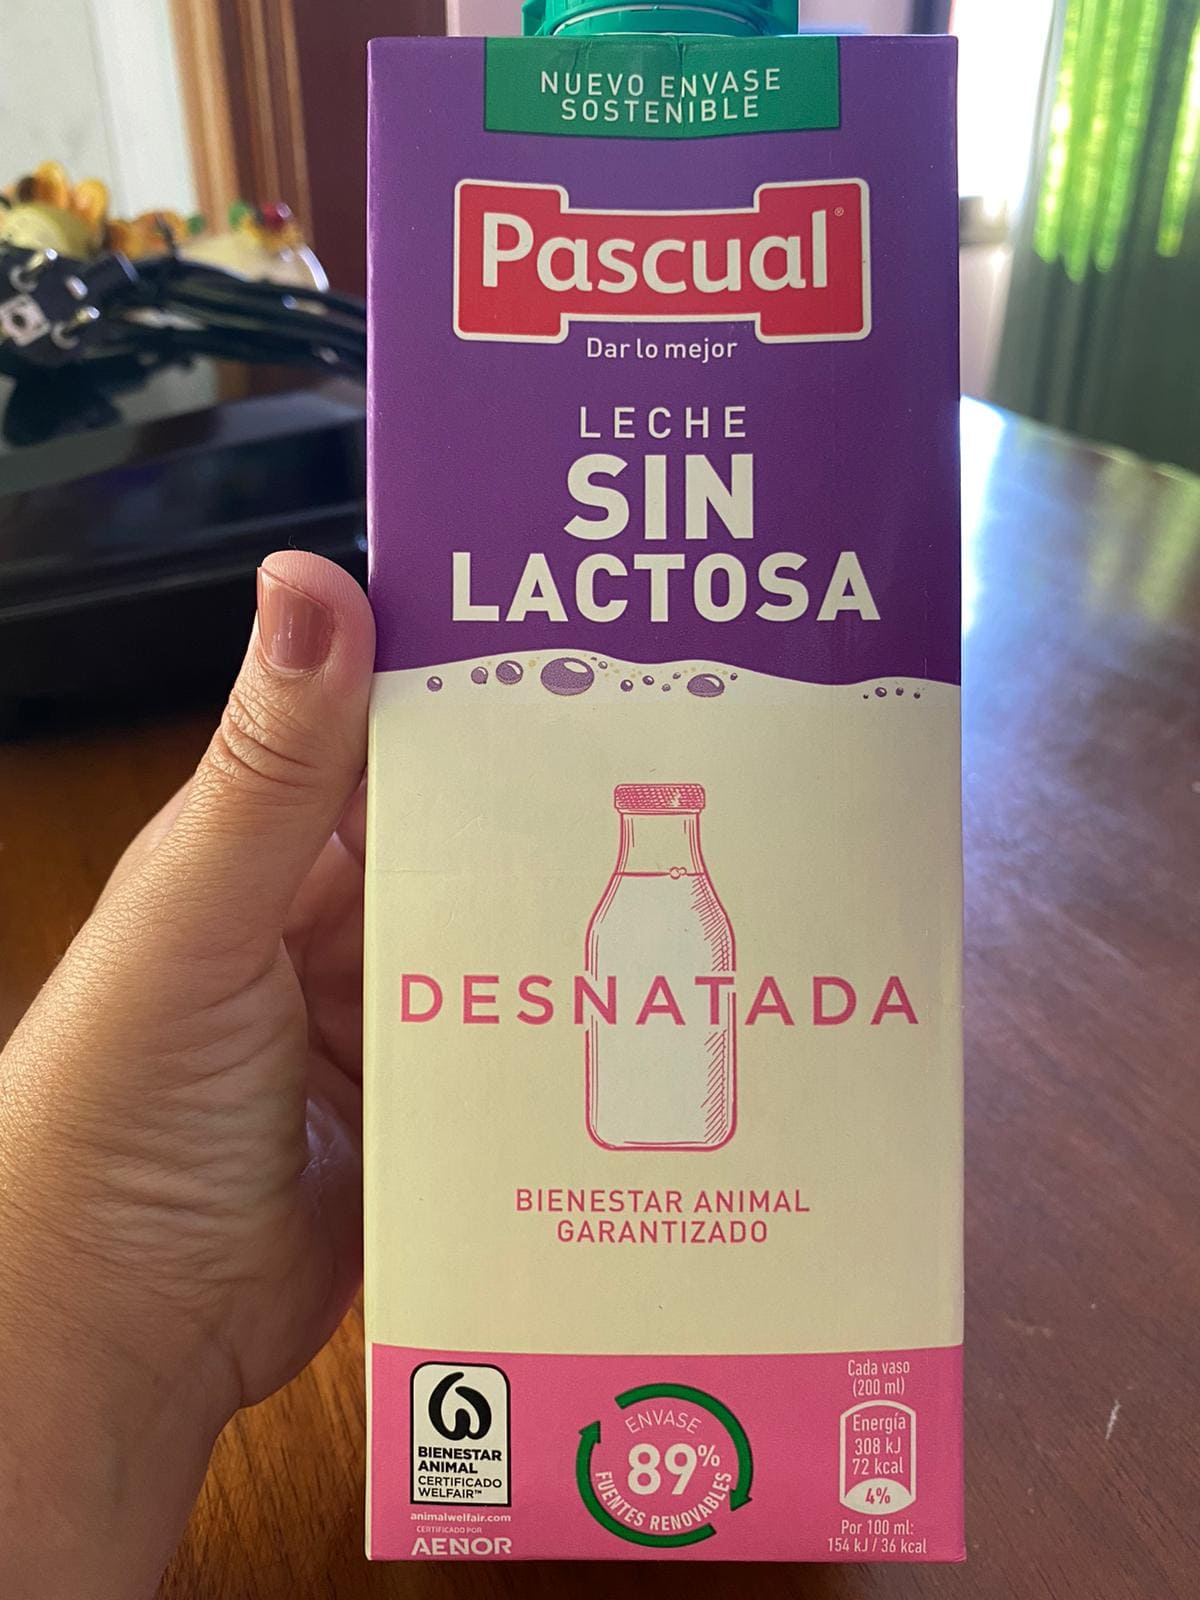 NUEVO ENVASE
SOSTENIBLE
Pascual®
Dar lo mejor
LECHE
SIN
LACTOSA
DESNATADA
BIENESTAR ANIMAL
GARANTIZADO
BIENESTAR
ANIMAL
CERTIFICADO
WELFAIR™
animalwelfair.com
CERTIFICADO POR
AENOR
ENVASE
89%
FUENTES RENOVABLES
Cada vaso
(200 ml)
Energía
308 kJ
72 kcal
4%
Por 100 ml:
154 kJ / 36 kcal